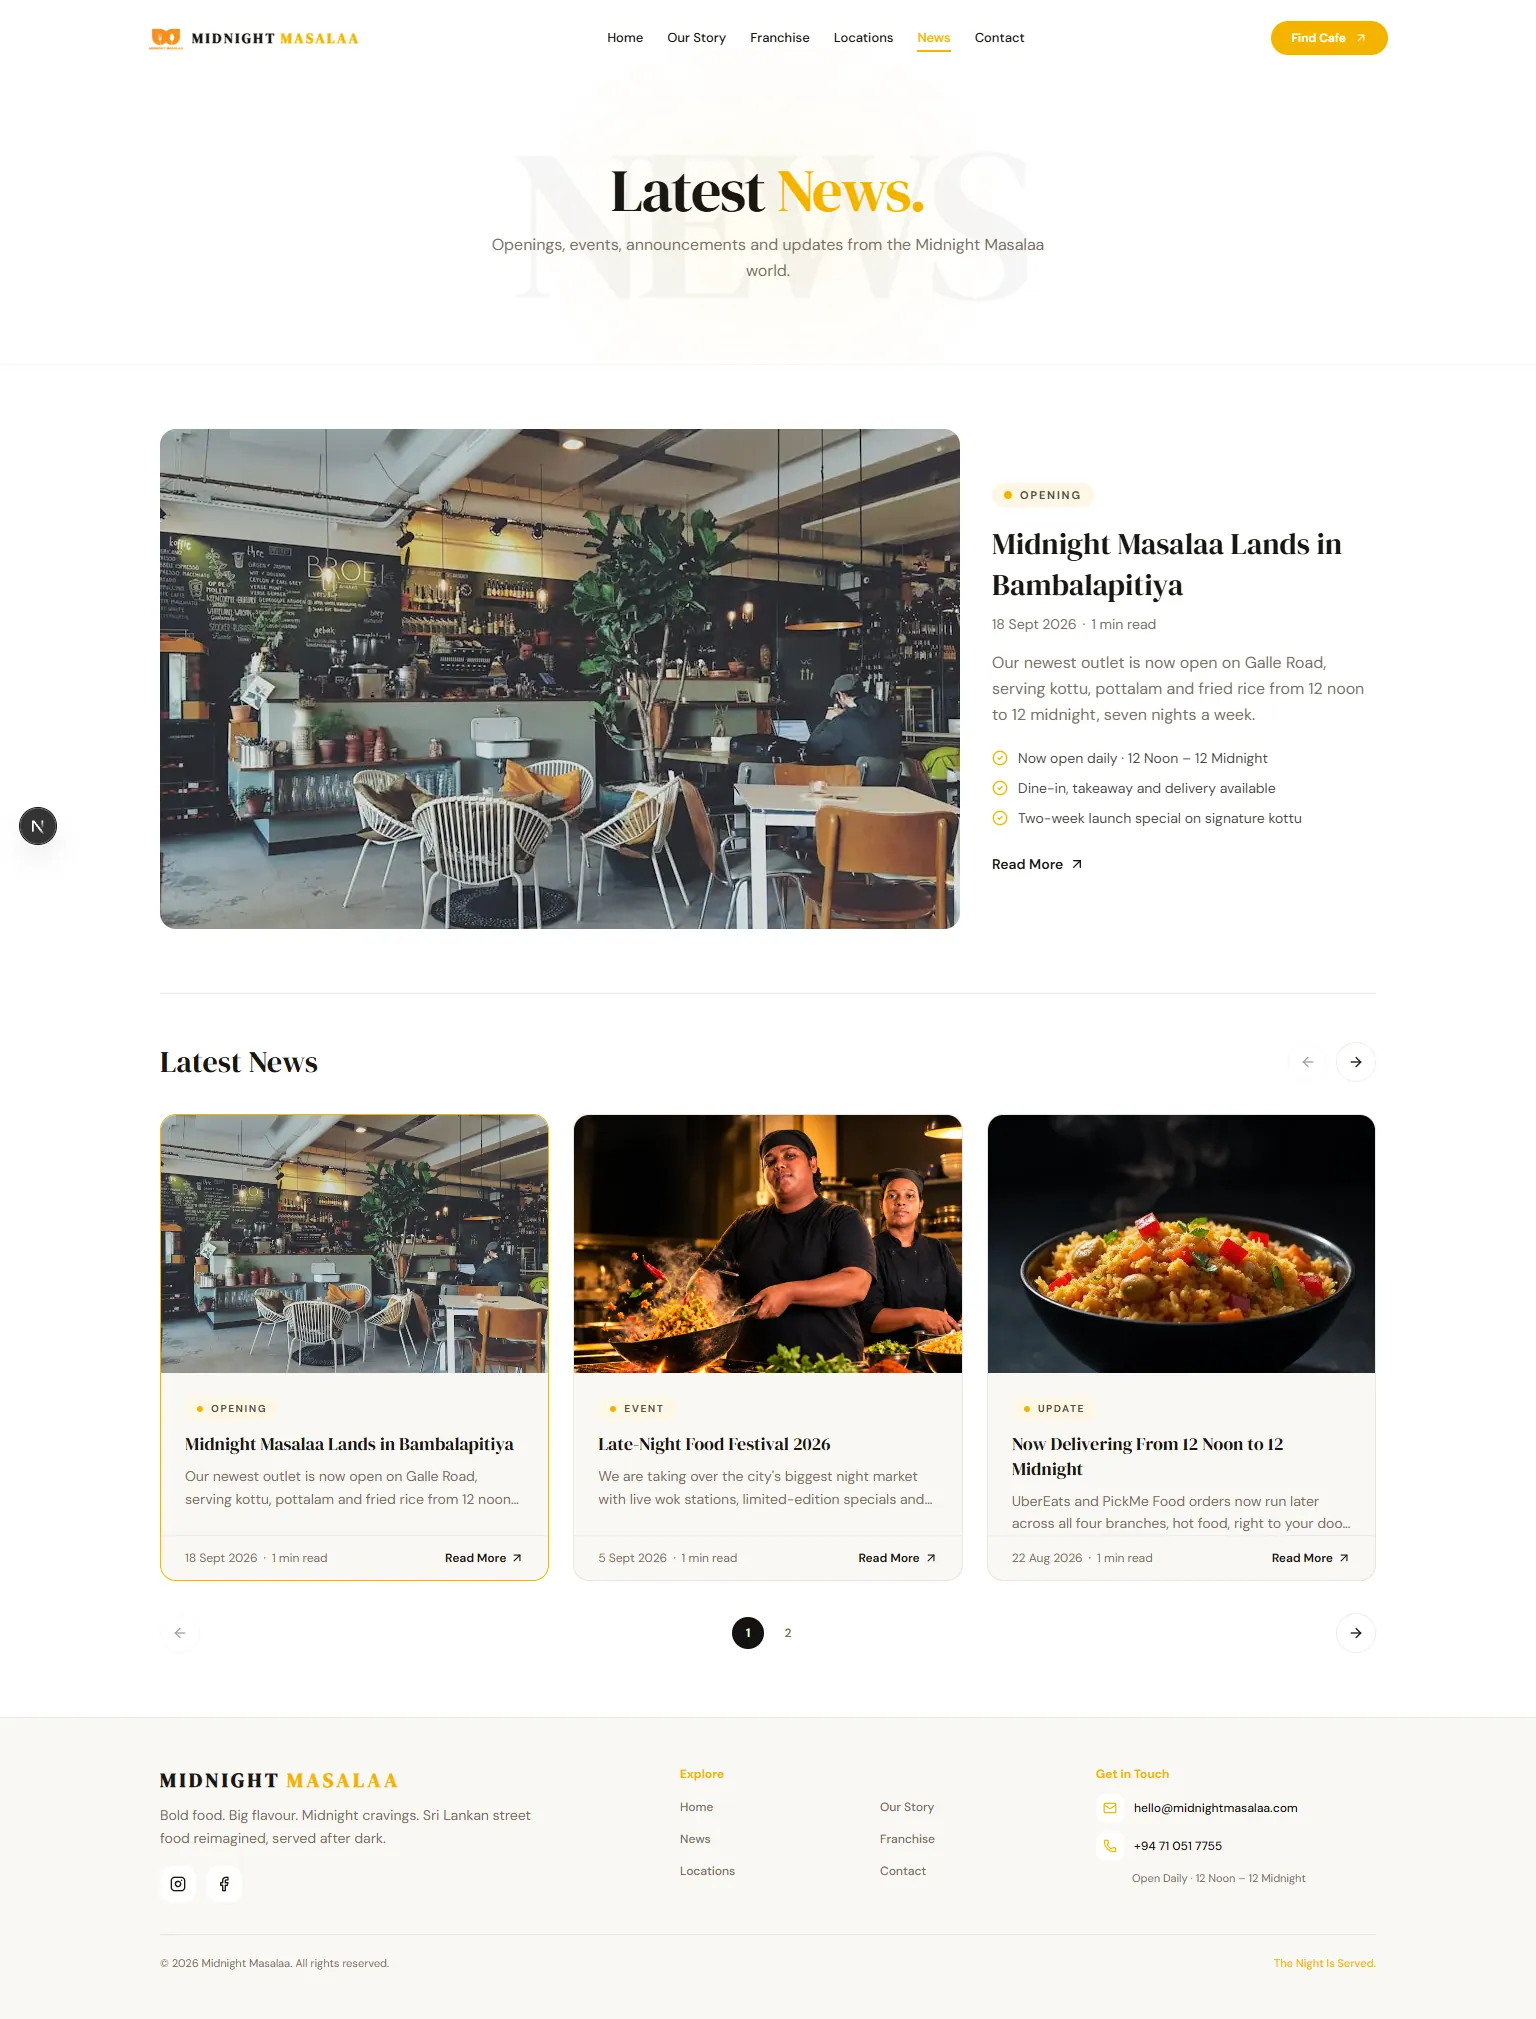 MIDNIGHT MASALAA
Home
Our Story
Franchise
Locations
News
Contact
Find Cafe
NEWS
Latest News.
Openings, events, announcements and updates from the Midnight Masalaa
world.
koffie
thee
BROEI
gebak
OPENING
Midnight Masalaa Lands in
Bambalapitiya
18 Sept 2026 · 1 min read
Our newest outlet is now open on Galle Road,
serving kottu, pottalam and fried rice from 12 noon
to 12 midnight, seven nights a week.
Now open daily · 12 Noon – 12 Midnight
Dine-in, takeaway and delivery available
Two-week launch special on signature kottu
Read More
N
Latest News
BROEI
OPENING
Midnight Masalaa Lands in Bambalapitiya
Our newest outlet is now open on Galle Road,
serving kottu, pottalam and fried rice from 12 noon...
18 Sept 2026 · 1 min read
Read More
EVENT
Late-Night Food Festival 2026
We are taking over the city's biggest night market
with live wok stations, limited-edition specials and...
5 Sept 2026 · 1 min read
Read More
UPDATE
Now Delivering From 12 Noon to 12
Midnight
UberEats and PickMe Food orders now run later
across all four branches, hot food, right to your doo...
22 Aug 2026 · 1 min read
Read More
1
2
MIDNIGHT MASALAA
Bold food. Big flavour. Midnight cravings. Sri Lankan street
food reimagined, served after dark.
Explore
Home
Our Story
News
Franchise
Locations
Contact
Get in Touch
hello@midnightmasalaa.com
+94 71 051 7755
Open Daily · 12 Noon – 12 Midnight
© 2026 Midnight Masalaa. All rights reserved.
The Night Is Served.